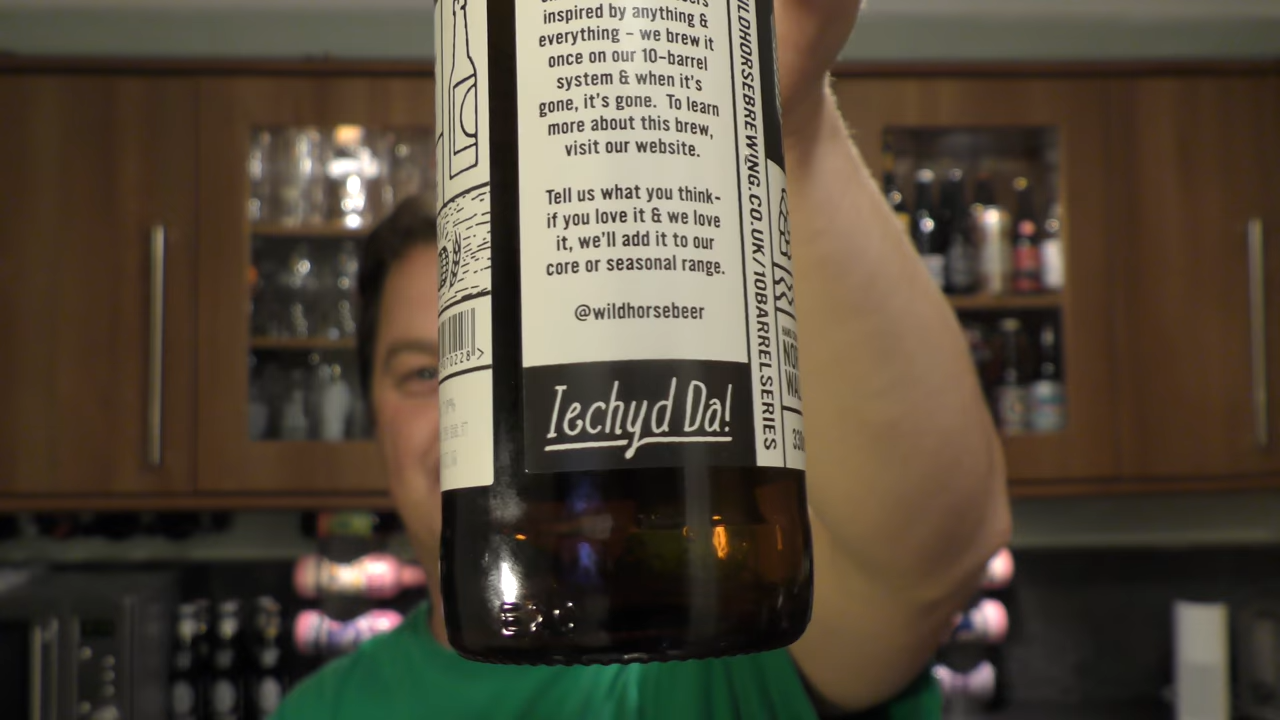 inspired by anything &
everything – we brew it
once on our 10-barrel
system & when it's
gone, it's gone. To learn
more about this brew,
visit our website.
Tell us what you think-
if you love it & we love
it, we'll add it to our
core or seasonal range.
@wildhorsebeer
Iechyd Da!
ILDHORSEBREWING.CO.UK/10BARRELSERIES
70228>